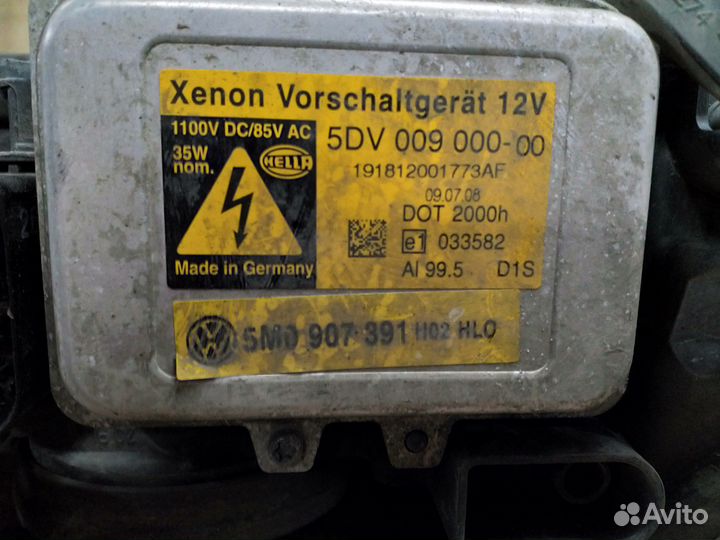 Xenon Vorschaltgerät 12V
1100V DC/85V AC
35W
nom.
HELLA
Made in Germany
5DV 009 000-00
191812001773AF
09.07.08
DOT 2000h
e1 033582
Al 99.5 D1S
5M0 907 391 H02 HLO
274
Avito